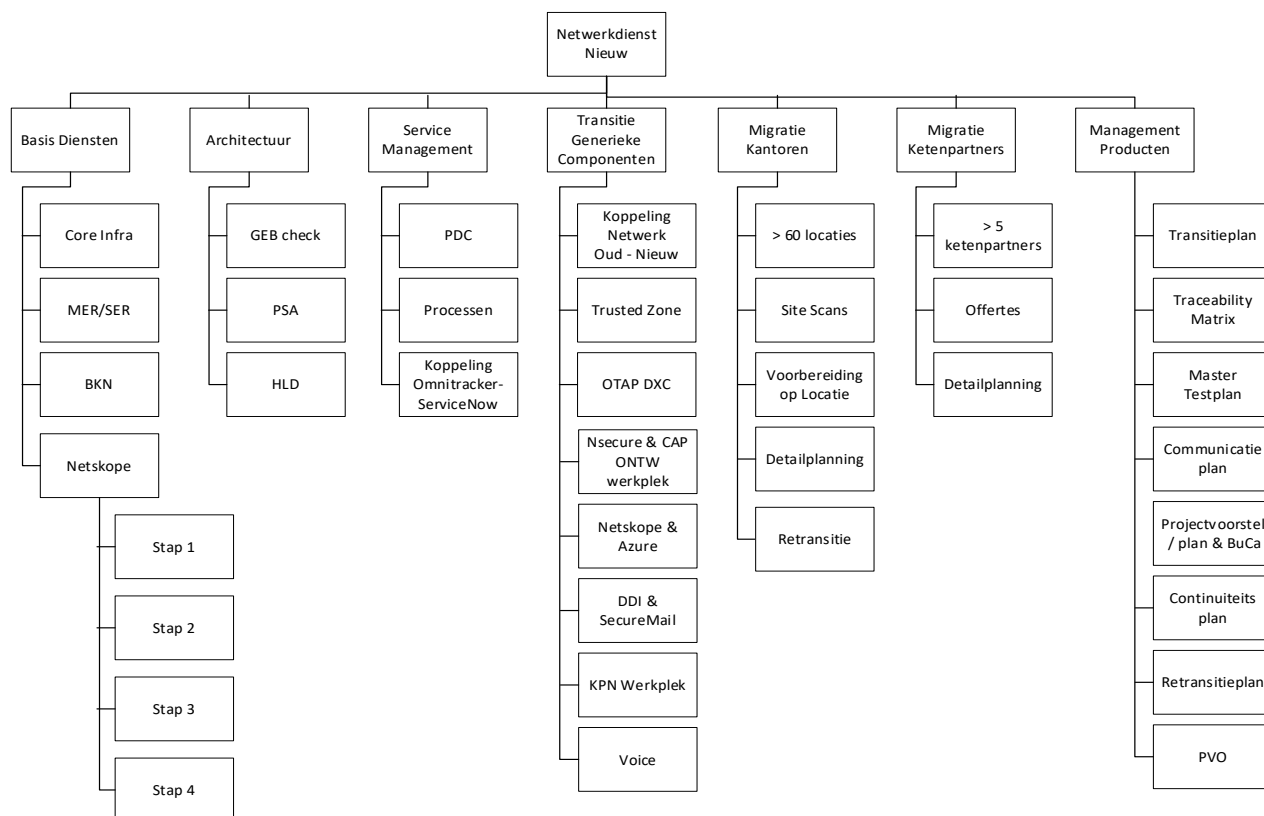 Netwerkdienst
Nieuw
Basis Diensten
Architectuur
Service
Management
Transitie
Generieke
Componenten
Migratie
Kantoren
Migratie
Ketenpartners
Management
Producten
Core Infra
MER/SER
BKN
Netskope
Stap 1
Stap 2
Stap 3
Stap 4
GEB check
PSA
HLD
PDC
Processen
Koppeling
Omnitracker-
ServiceNow
Koppeling
Netwerk
Oud - Nieuw
Trusted Zone
OTAP DXC
Nsecure & CAP
ONTW
werkplek
Netskope &
Azure
DDI &
SecureMail
KPN Werkplek
Voice
> 60 locaties
Site Scans
Voorbereiding
op Locatie
Detailplanning
Retransitie
> 5
ketenpartners
Offertes
Detailplanning
Transitieplan
Traceability
Matrix
Master
Testplan
Communicatie
plan
Projectvoorstel
/ plan & BuCa
Continuiteits
plan
Retransitieplan
PVO